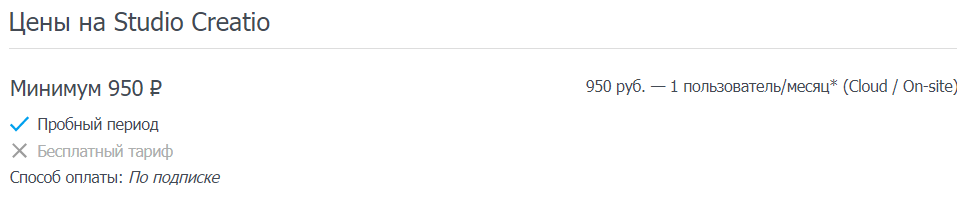 Цены на Studio Creatio
Минимум 950 ₽
950 руб. — 1 пользователь/месяц* (Cloud / On-site)
Пробный период
Бесплатный тариф
Способ оплаты: По подписке